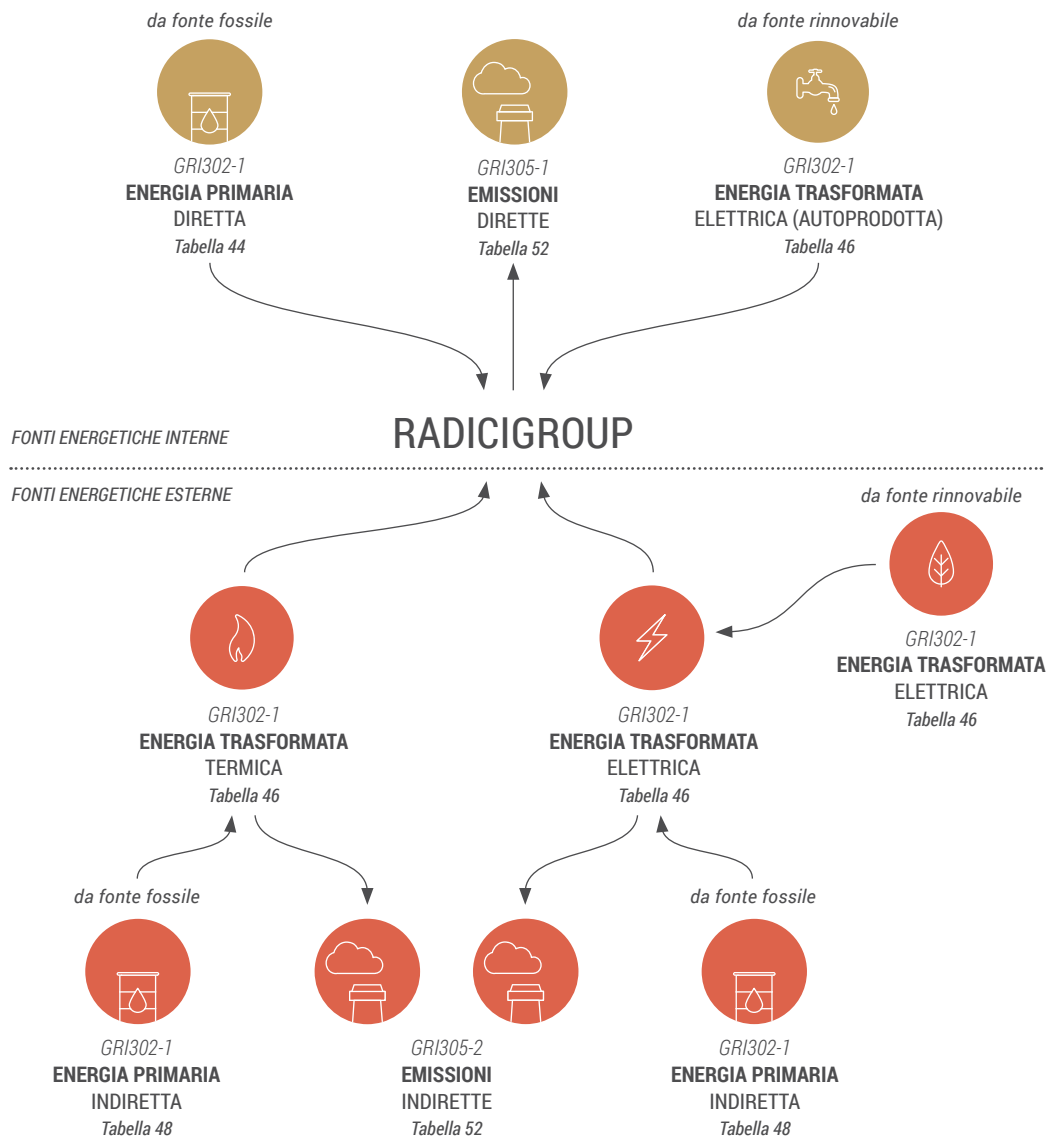 da fonte fossile
GRI302-1
ENERGIA PRIMARIA
DIRETTA
Tabella 44
GRI305-1
EMISSIONI
DIRETTE
Tabella 52
da fonte rinnovabile
GRI302-1
ENERGIA TRASFORMATA
ELETTRICA (AUTOPRODOTTA)
Tabella 46
FONTI ENERGETICHE INTERNE
RADICIGROUP
FONTI ENERGETICHE ESTERNE
da fonte rinnovabile
GRI302-1
ENERGIA TRASFORMATA
ELETTRICA
Tabella 46
GRI302-1
ENERGIA TRASFORMATA
TERMICA
Tabella 46
GRI302-1
ENERGIA TRASFORMATA
ELETTRICA
Tabella 46
da fonte fossile
GRI302-1
ENERGIA PRIMARIA
INDIRETTA
Tabella 48
GRI305-2
EMISSIONI
INDIRETTE
Tabella 52
da fonte fossile
GRI302-1
ENERGIA PRIMARIA
INDIRETTA
Tabella 48